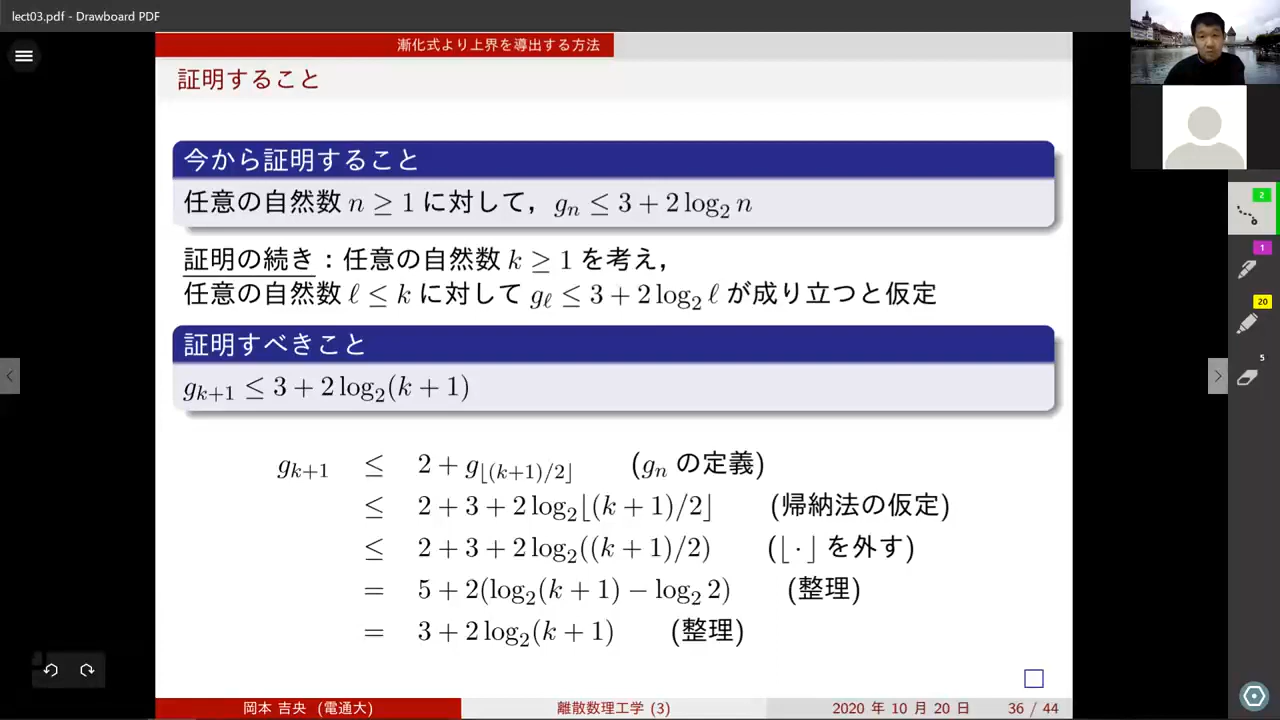 lect03.pdf - Drawboard PDF
漸化式より上界を導出する方法
証明すること
今から証明すること
任意の自然数 n ≥ 1 に対して，g_n ≤ 3 + 2 log_2 n
証明の続き：任意の自然数 k ≥ 1 を考え，
任意の自然数 ℓ ≤ k に対して g_ℓ ≤ 3 + 2 log_2 ℓ が成り立つと仮定
証明すべきこと
g_{k+1} ≤ 3 + 2 log_2(k + 1)
g_{k+1} ≤ 2 + g_{⌊(k+1)/2⌋} (g_n の定義)
≤ 2 + 3 + 2 log_2⌊(k + 1)/2⌋ (帰納法の仮定)
≤ 2 + 3 + 2 log_2((k + 1)/2) (⌊·⌋ を外す)
= 5 + 2(log_2(k + 1) − log_2 2) (整理)
= 3 + 2 log_2(k + 1) (整理)
岡本 吉央 (電通大) 離散数理工学 (3) 2020 年 10 月 20 日 36 / 44
2
1
20
5